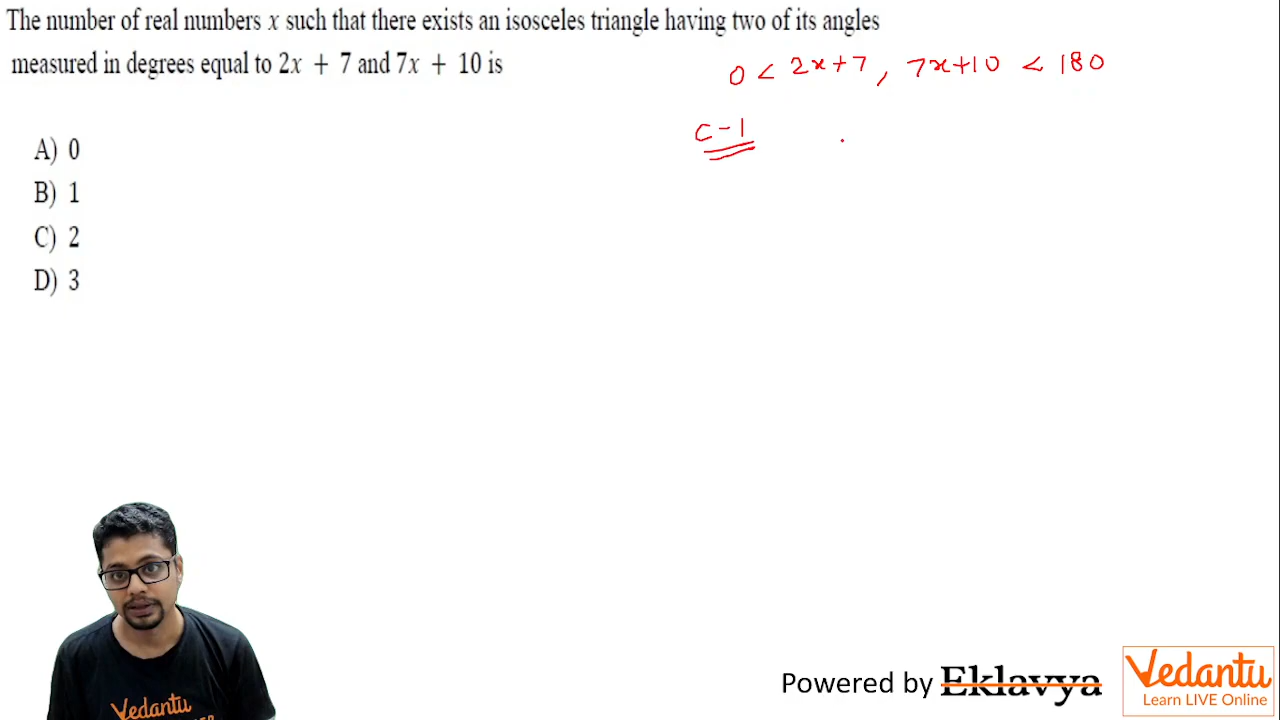 The number of real numbers x such that there exists an isosceles triangle having two of its angles
measured in degrees equal to 2x + 7 and 7x + 10 is
0 < 2x+7, 7x+10 < 180
C-1
A) 0
B) 1
C) 2
D) 3
Vedantu
Powered by Eklavya
Vedantu
Learn LIVE Online